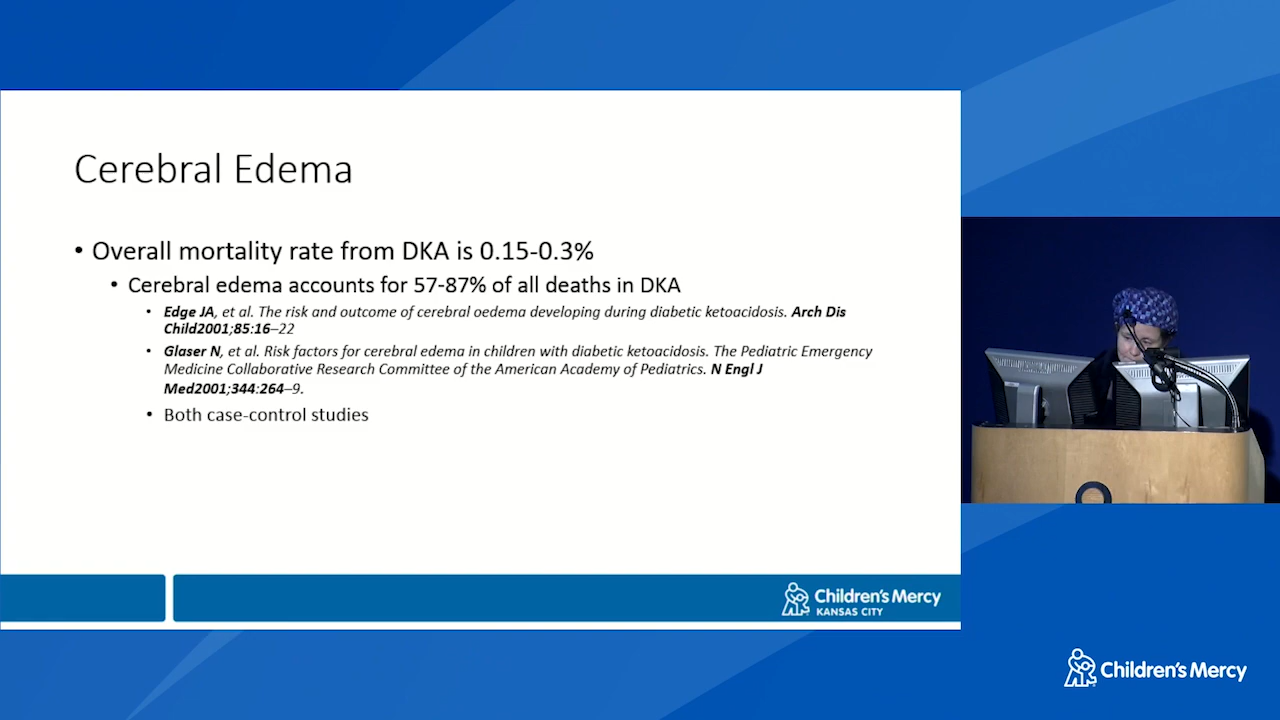 Cerebral Edema
• Overall mortality rate from DKA is 0.15-0.3%
• Cerebral edema accounts for 57-87% of all deaths in DKA
• Edge JA, et al. The risk and outcome of cerebral oedema developing during diabetic ketoacidosis. Arch Dis
Child2001;85:16–22
• Glaser N, et al. Risk factors for cerebral edema in children with diabetic ketoacidosis. The Pediatric Emergency
Medicine Collaborative Research Committee of the American Academy of Pediatrics. N Engl J
Med2001;344:264–9.
• Both case-control studies
Children's Mercy
KANSAS CITY
Children's Mercy